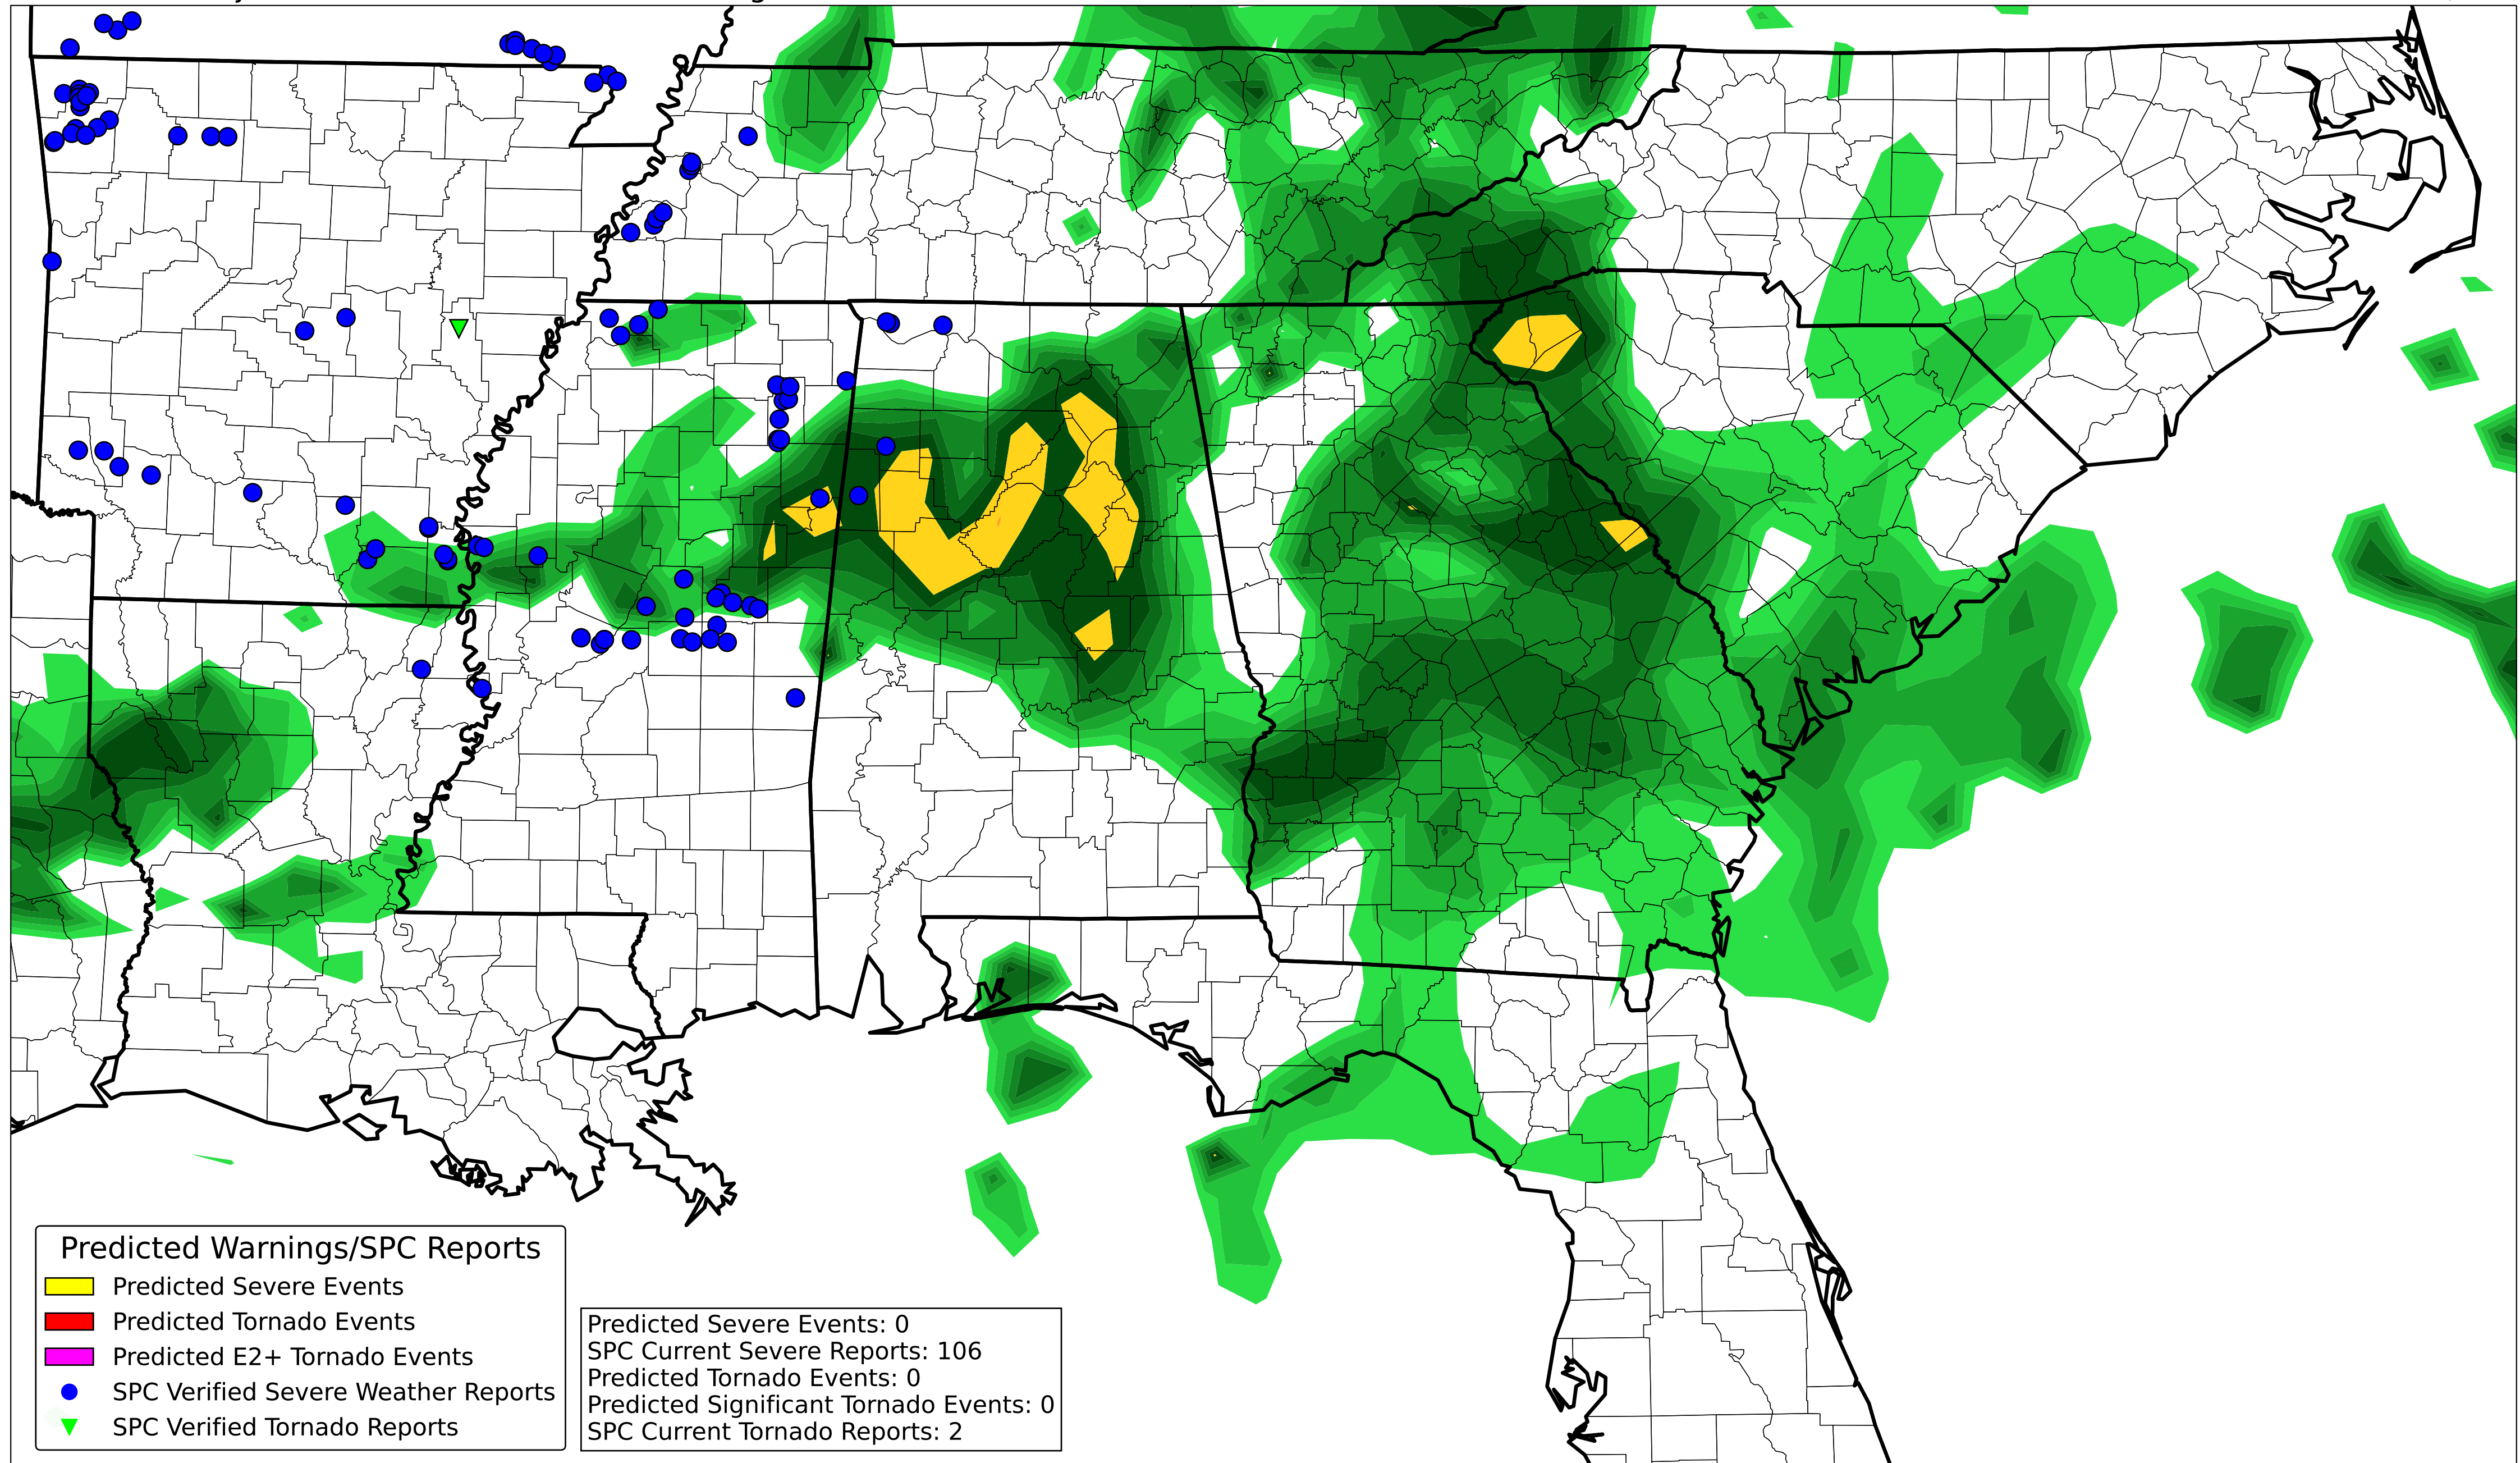 Predicted Warnings/SPC Reports
Predicted Severe Events
Predicted Tornado Events
Predicted E2+ Tornado Events
SPC Verified Severe Weather Reports
SPC Verified Tornado Reports
Predicted Severe Events: 0
SPC Current Severe Reports: 106
Predicted Tornado Events: 0
Predicted Significant Tornado Events: 0
SPC Current Tornado Reports: 2